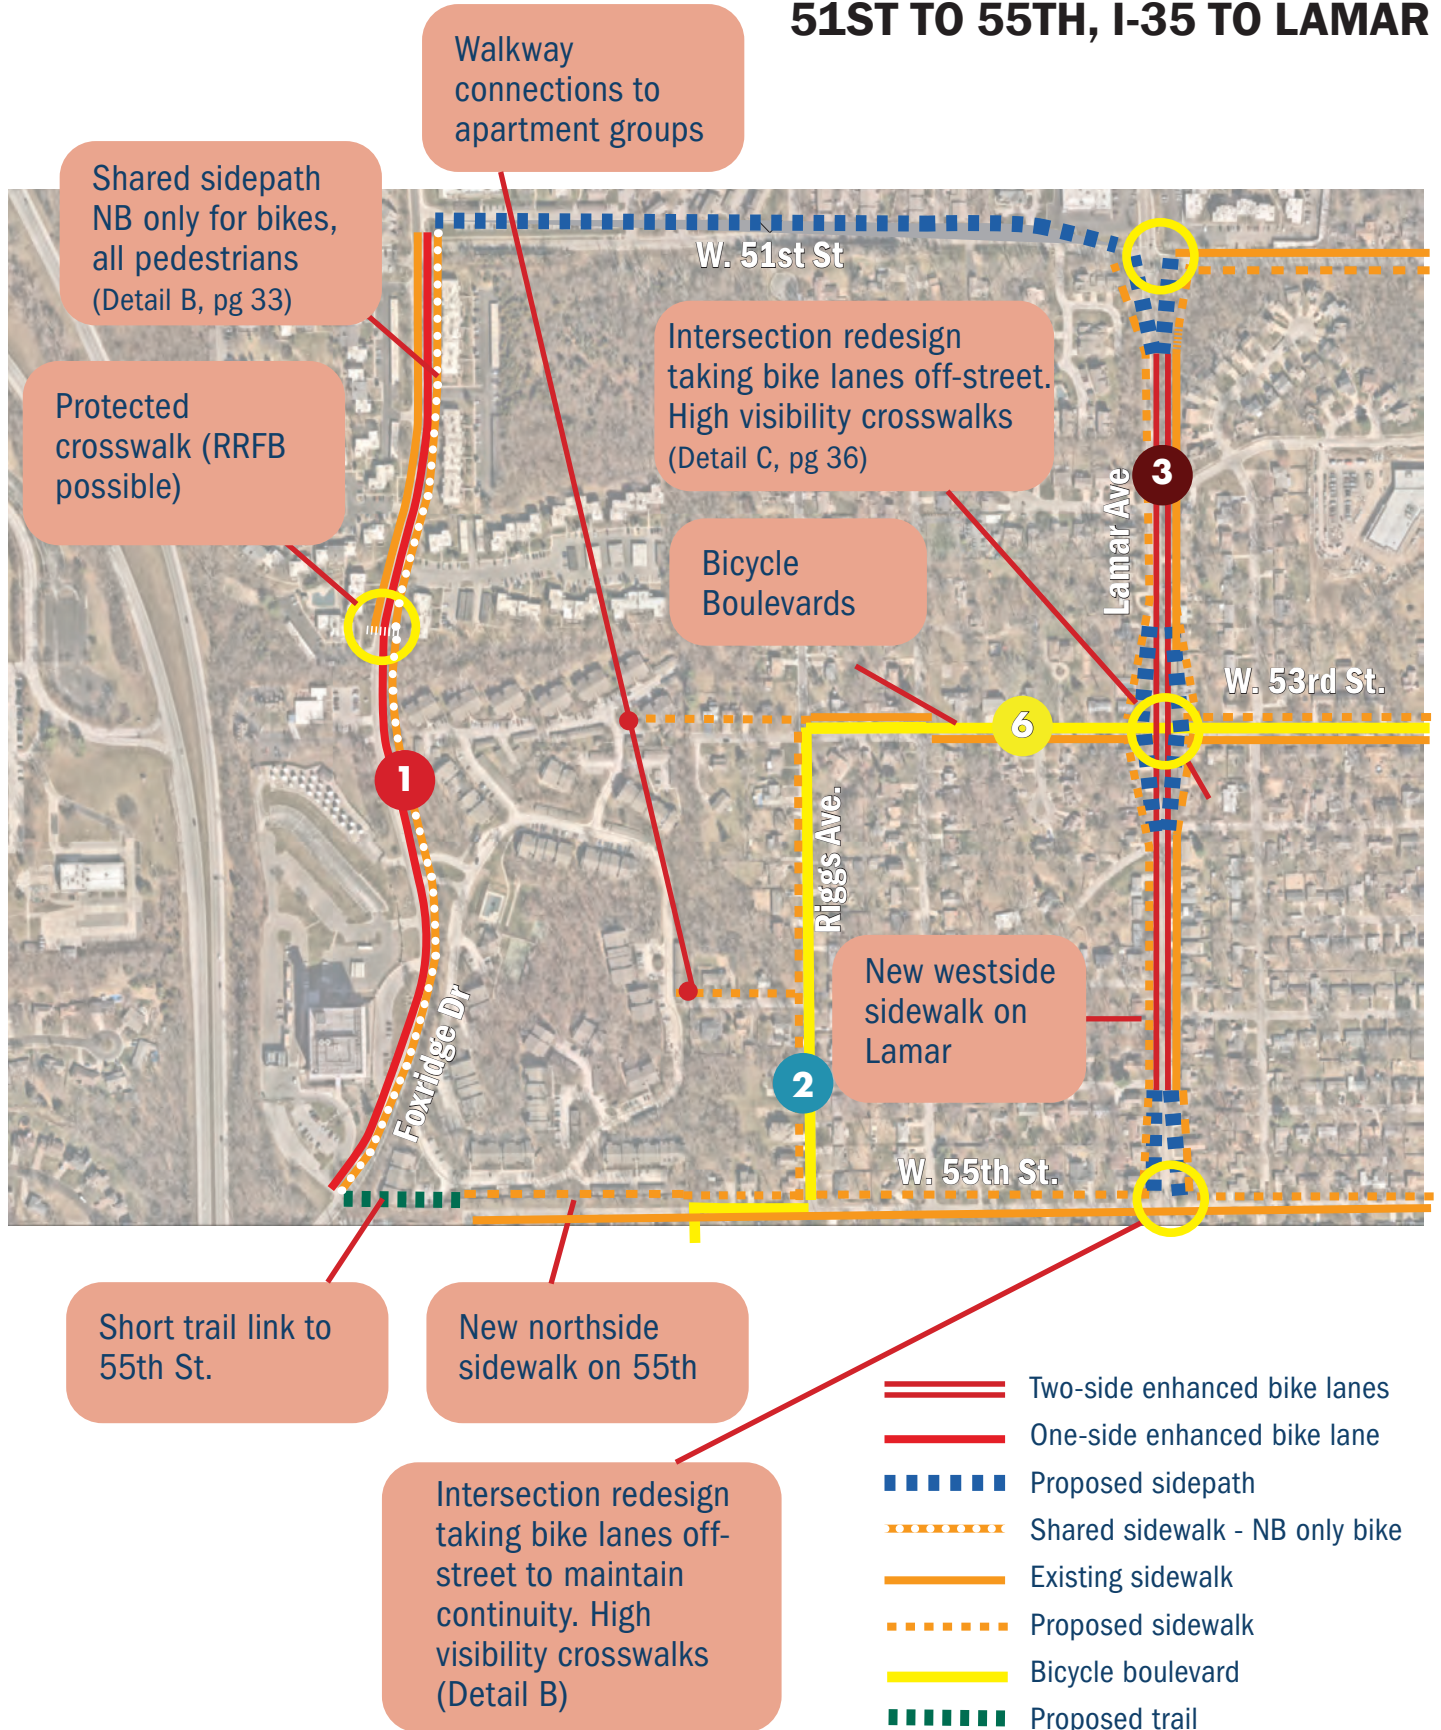 51ST TO 55TH, I-35 TO LAMAR
Walkway
connections to
apartment groups
Shared sidepath
NB only for bikes,
all pedestrians
(Detail B, pg 33)
W. 51st St
Intersection redesign
taking bike lanes off-street.
High visibility crosswalks
(Detail C, pg 36)
Protected
crosswalk (RRFB
possible)
3
Lamar Ave
Bicycle
Boulevards
W. 53rd St.
6
1
Riggs Ave.
New westside
sidewalk on
Lamar
Foxridge Dr
2
W. 55th St.
Short trail link to
55th St.
New northside
sidewalk on 55th
Intersection redesign
taking bike lanes off-
street to maintain
continuity. High
visibility crosswalks
(Detail B)
Two-side enhanced bike lanes
One-side enhanced bike lane
Proposed sidepath
Shared sidewalk - NB only bike
Existing sidewalk
Proposed sidewalk
Bicycle boulevard
Proposed trail